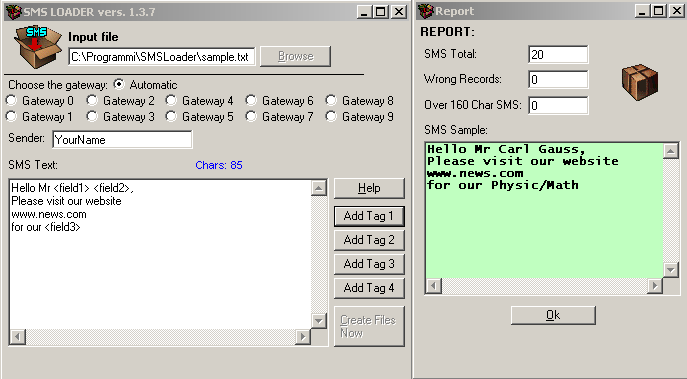 SMS LOADER vers. 1.3.7
SMS
Input file
C:\Programmi\SMSLoader\sample.txt
Browse
Choose the gateway: Automatic
Gateway 0 Gateway 2 Gateway 4 Gateway 6 Gateway 8
Gateway 1 Gateway 3 Gateway 5 Gateway 7 Gateway 9
Sender: YourName
SMS Text: Chars: 85
Hello Mr <field1> <field2>,
Please visit our website
www.news.com
for our <field3>
Help
Add Tag 1
Add Tag 2
Add Tag 3
Add Tag 4
Create Files
Now
Report
REPORT:
SMS Total: 20
Wrong Records: 0
Over 160 Char SMS: 0
SMS Sample:
Hello Mr Carl Gauss,
Please visit our website
www.news.com
for our Physic/Math
Ok